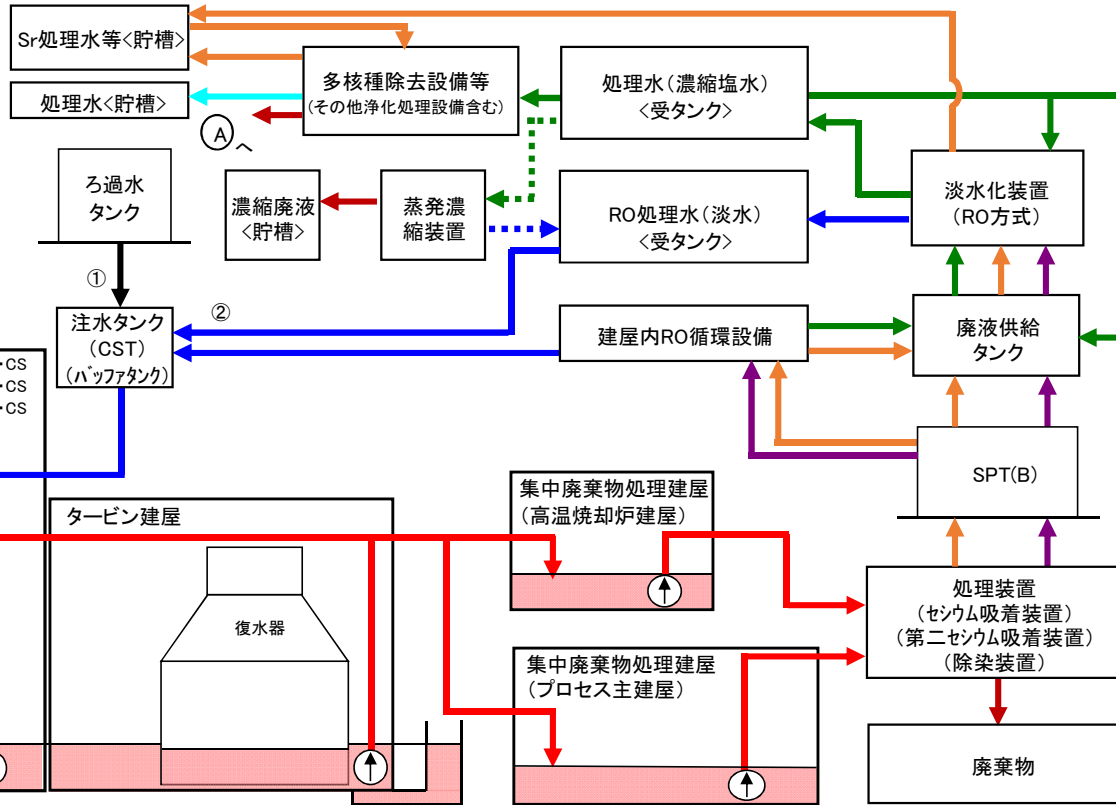 Sr処理水等<貯槽>
処理水<貯槽>
多核種除去設備等
(その他浄化処理設備含む)
Aへ
処理水(濃縮塩水)
<受タンク>
淡水化装置
(RO方式)
ろ過水
タンク
濃縮廃液
<貯槽>
蒸発濃
縮装置
RO処理水(淡水)
<受タンク>
①
②
注水タンク
(CST)
(バッファタンク)
建屋内RO循環設備
廃液供給
タンク
・CS
・CS
・CS
SPT(B)
タービン建屋
復水器
集中廃棄物処理建屋
(高温焼却炉建屋)
処理装置
(セシウム吸着装置)
(第二セシウム吸着装置)
(除染装置)
集中廃棄物処理建屋
(プロセス主建屋)
廃棄物